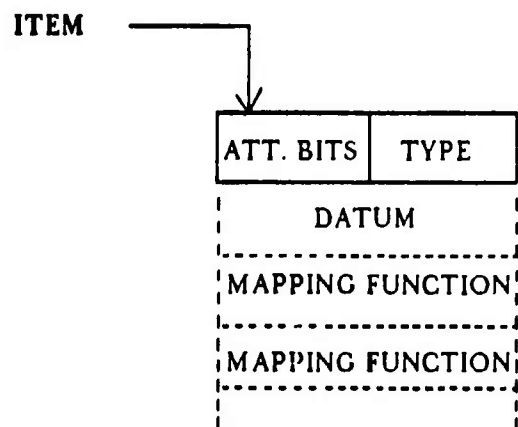 ITEM
ATT. BITS TYPE
DATUM
MAPPING FUNCTION
MAPPING FUNCTION